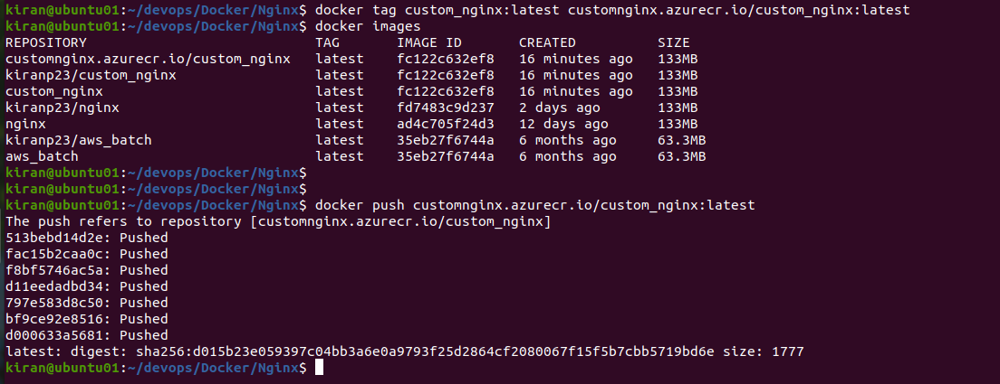 kiran@ubuntu01:~/devops/Docker/Nginx$ docker tag custom_nginx:latest customnginx.azurecr.io/custom_nginx:latest
kiran@ubuntu01:~/devops/Docker/Nginx$ docker images
REPOSITORY TAG IMAGE ID CREATED SIZE
customnginx.azurecr.io/custom_nginx latest fc122c632ef8 16 minutes ago 133MB
kiranp23/custom_nginx latest fc122c632ef8 16 minutes ago 133MB
custom_nginx latest fc122c632ef8 16 minutes ago 133MB
kiranp23/nginx latest fd7483c9d237 2 days ago 133MB
nginx latest ad4c705f24d3 12 days ago 133MB
kiranp23/aws_batch latest 35eb27f6744a 6 months ago 63.3MB
aws_batch latest 35eb27f6744a 6 months ago 63.3MB
kiran@ubuntu01:~/devops/Docker/Nginx$
kiran@ubuntu01:~/devops/Docker/Nginx$
kiran@ubuntu01:~/devops/Docker/Nginx$ docker push customnginx.azurecr.io/custom_nginx:latest
The push refers to repository [customnginx.azurecr.io/custom_nginx]
513bebd14d2e: Pushed
fac15b2caa0c: Pushed
f8bf5746ac5a: Pushed
d11eedadbd34: Pushed
797e583d8c50: Pushed
bf9ce92e8516: Pushed
d000633a5681: Pushed
latest: digest: sha256:d015b23e059397c04bb3a6e0a9793f25d2864cf2080067f15f5b7cbb5719bd6e size: 1777
kiran@ubuntu01:~/devops/Docker/Nginx$